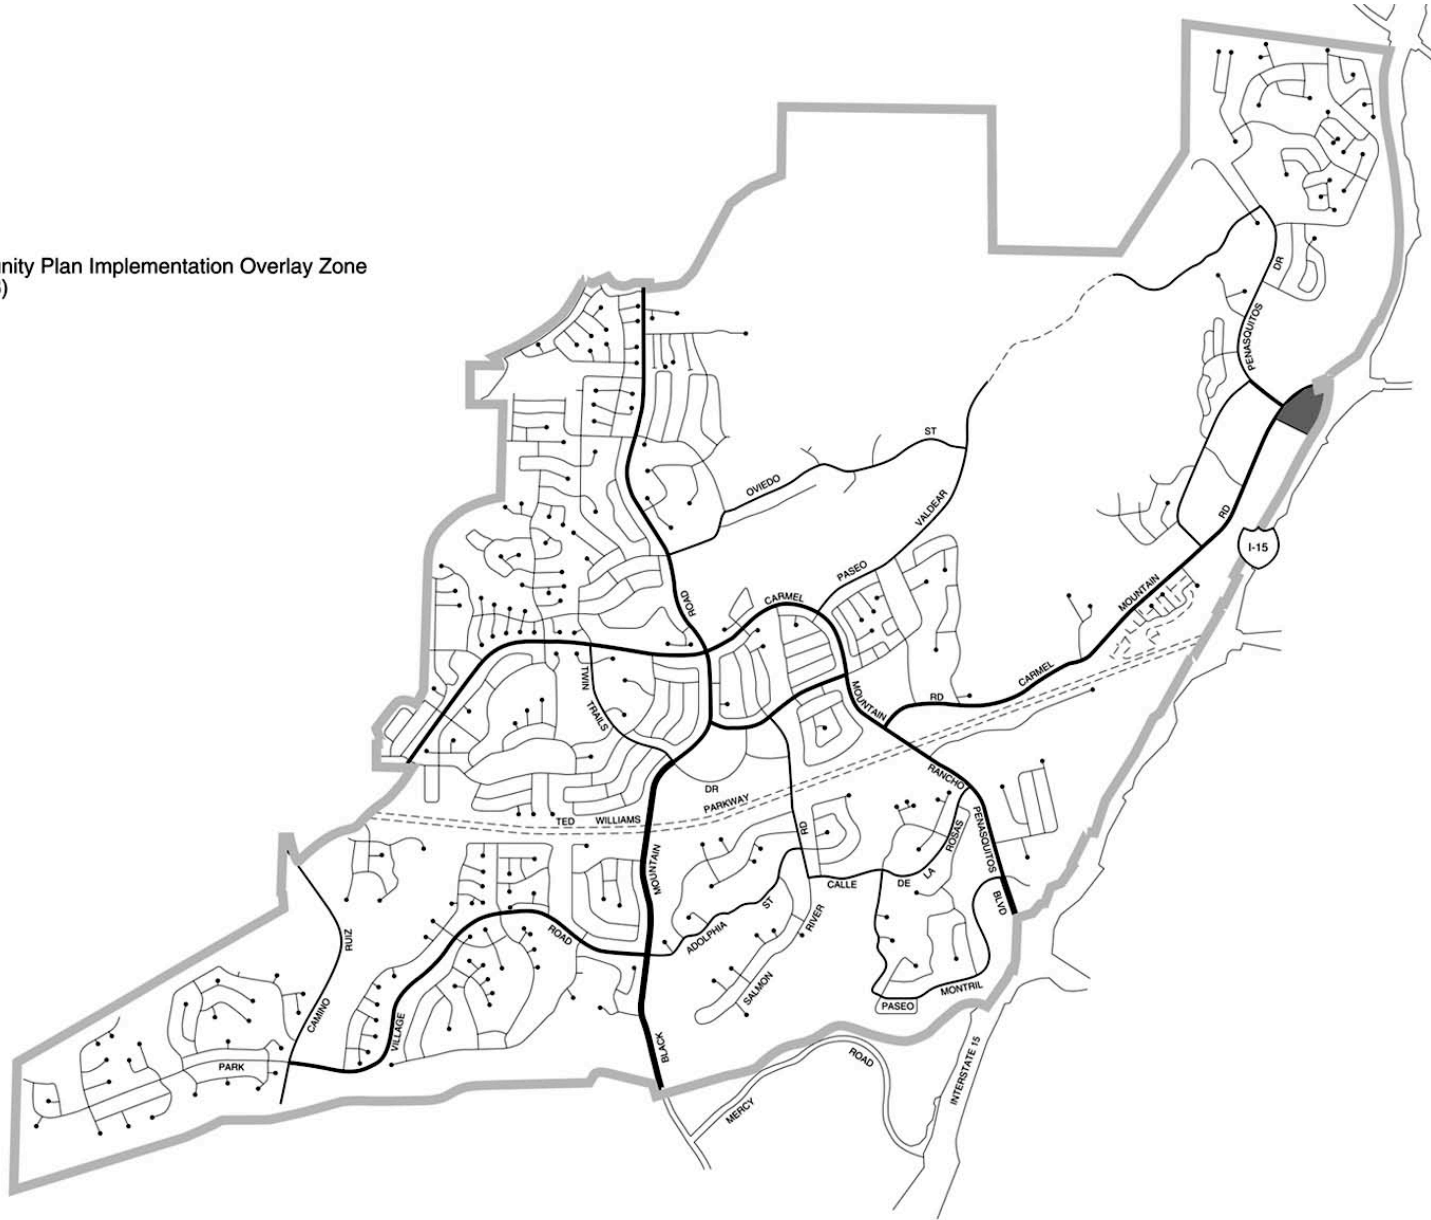 nity Plan Implementation Overlay Zone
)
DR
PENASQUITOS
ST
OVIEDO
VALDEAR
RD
I-15
PASEO
MOUNTAIN
CARMEL
ROAD
CARMEL
TWIN
TRAILS
MOUNTAIN
RD
DR
RANCHO
PARKWAY
TED
WILLIAMS
RD
ROSAS
PENASQUITOS
MOUNTAIN
CALLE
DE
LA
BLVD
ST
RIVER
ADOLPHIA
ROAD
RUIZ
SALMON
MONTRIL
PASEO
CAMINO
VILLAGE
BLACK
ROAD
PARK
INTERSTATE 15
MERCY